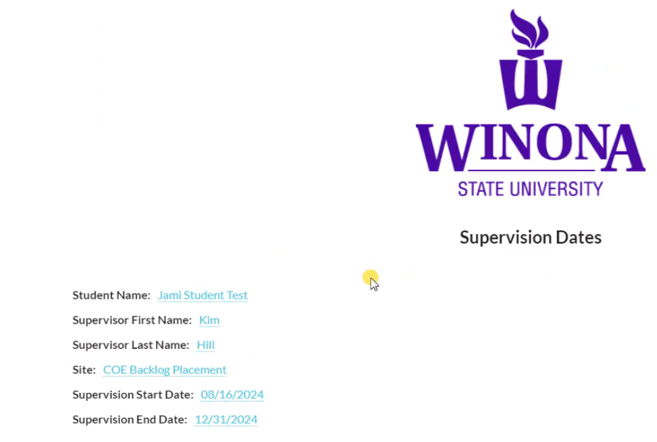 WINONA
STATE UNIVERSITY
Supervision Dates
Student Name: Jami Student Test
Supervisor First Name: Kim
Supervisor Last Name: Hill
Site: COE Backlog Placement
Supervision Start Date: 08/16/2024
Supervision End Date: 12/31/2024